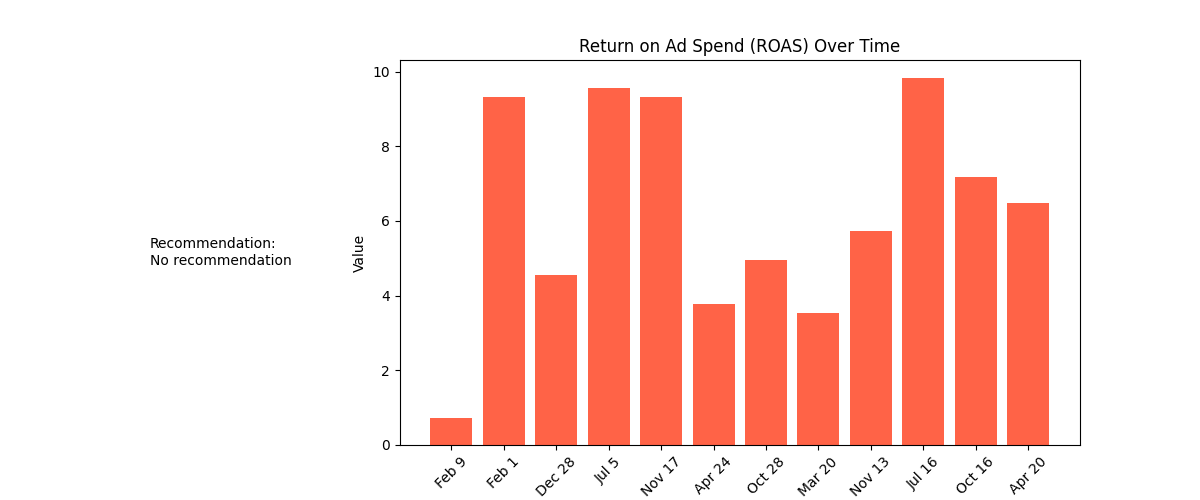 Return on Ad Spend (ROAS) Over Time
Recommendation:
No recommendation
Value
10
8
6
4
2
0
Feb 9
Feb 1
Dec 28
Jul 5
Nov 17
Apr 24
Oct 28
Mar 20
Nov 13
Jul 16
Oct 16
Apr 20